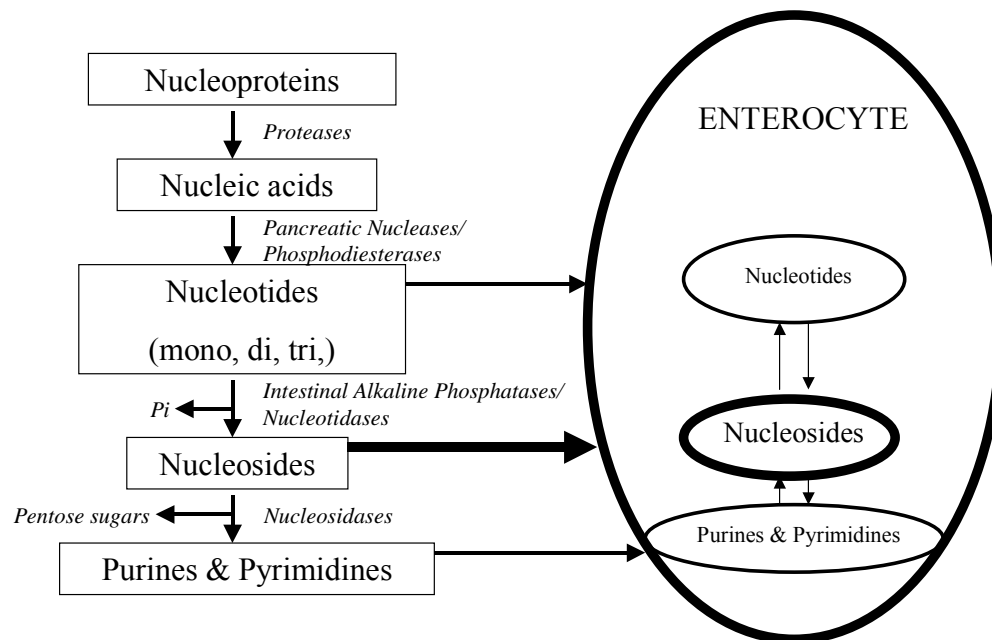 Nucleoproteins
Proteases
Nucleic acids
Pancreatic Nucleases/
Phosphodiesterases
Nucleotides
(mono, di, tri,)
Intestinal Alkaline Phosphatases/
Pi
Nucleotidases
Nucleosides
Pentose sugars
Nucleosidases
Purines & Pyrimidines
ENTEROCYTE
Nucleotides
Nucleosides
Purines & Pyrimidines